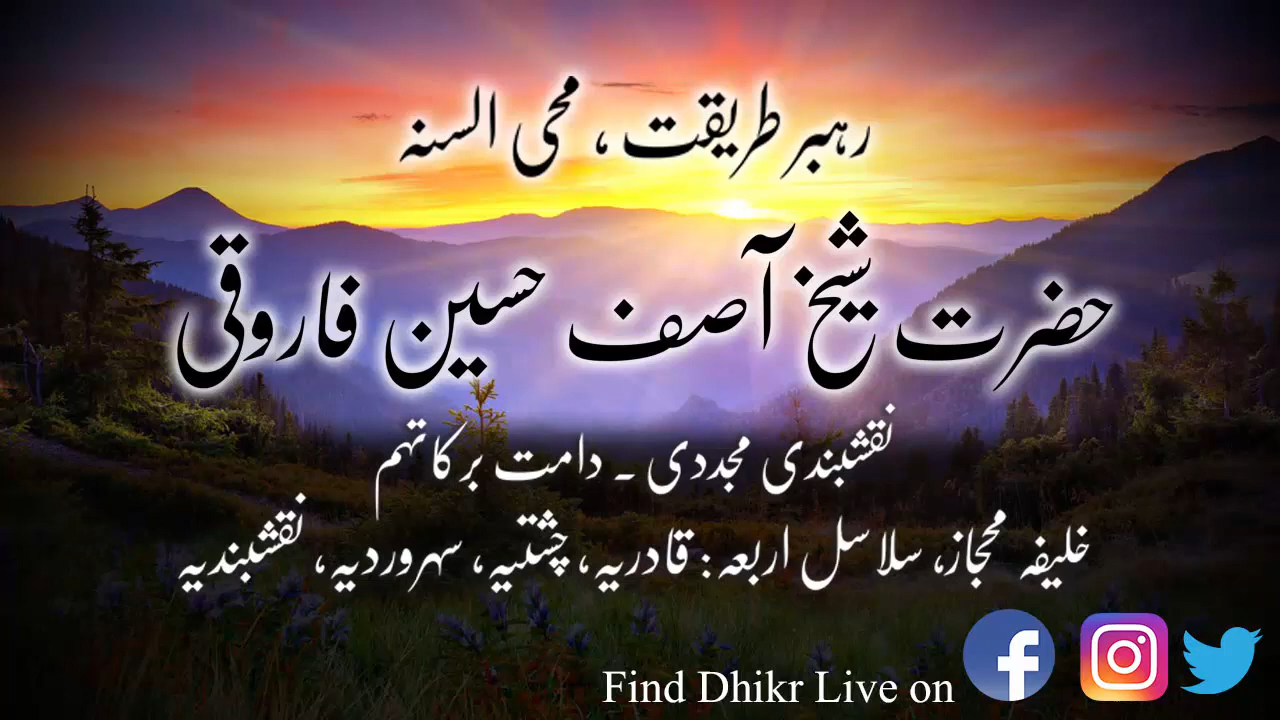 رہبر طریقت، محی السنہ
حضرت شیخ آصف حسین فاروقی
نقشبندی مجددی ۔ دامت برکاتہم
خلیفہ مجاز، سلاسل اربعہ: قادریہ، چشتیہ، سہروردیہ، نقشبندیہ
Find Dhikr Live on